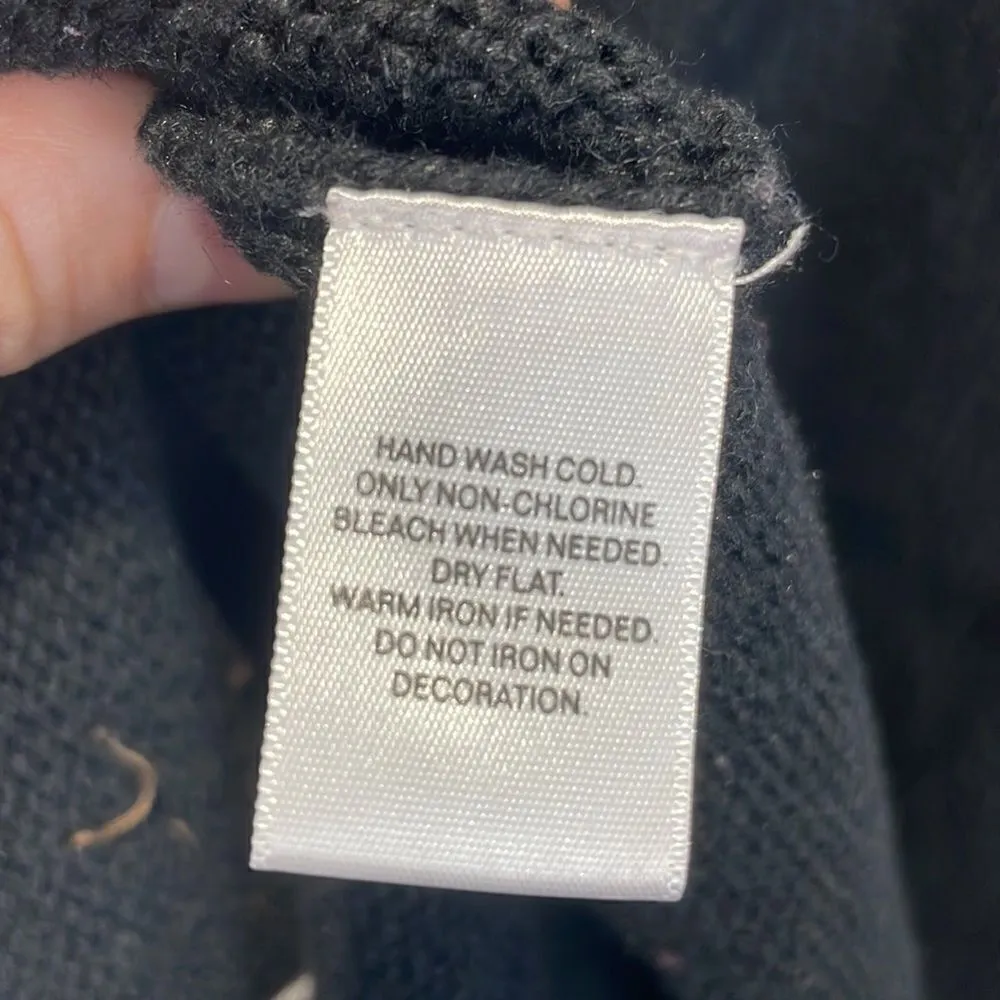 HAND WASH COLD.
ONLY NON-CHLORINE
BLEACH WHEN NEEDED.
DRY FLAT.
WARM IRON IF NEEDED.
DO NOT IRON ON
DECORATION.